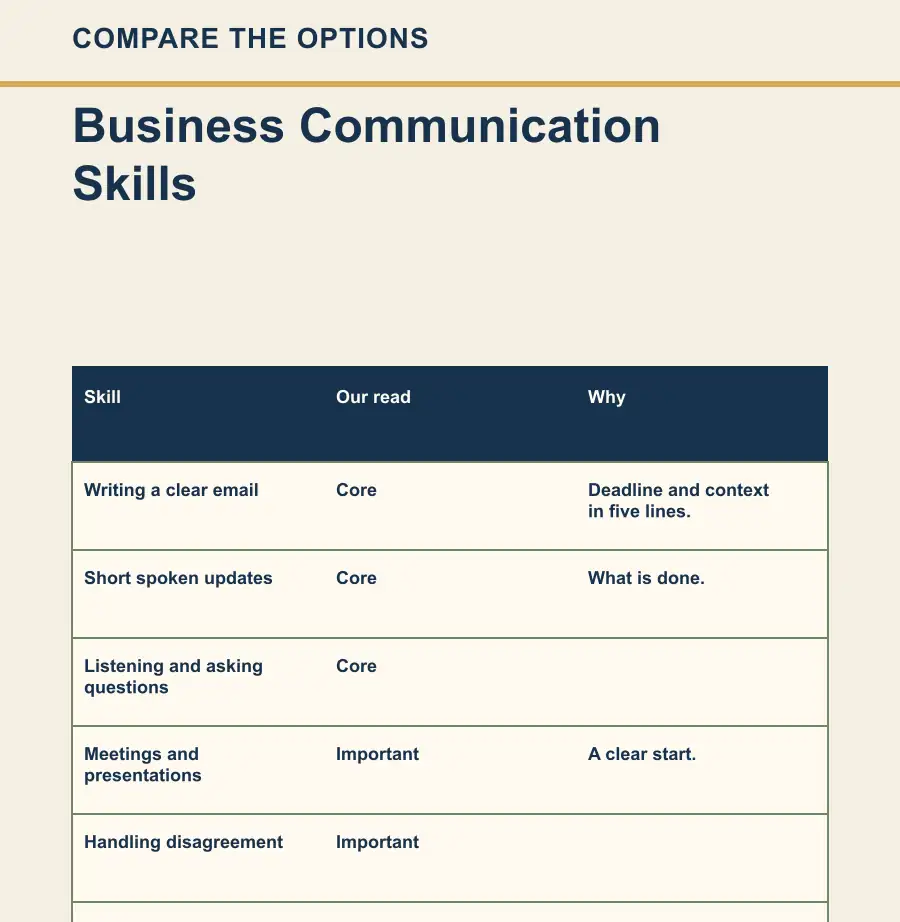 COMPARE THE OPTIONS
Business Communication
Skills
Skill Our read Why
Writing a clear email Core Deadline and context
in five lines.
Short spoken updates Core What is done.
Listening and asking Core
questions
Meetings and Important A clear start.
presentations
Handling disagreement Important